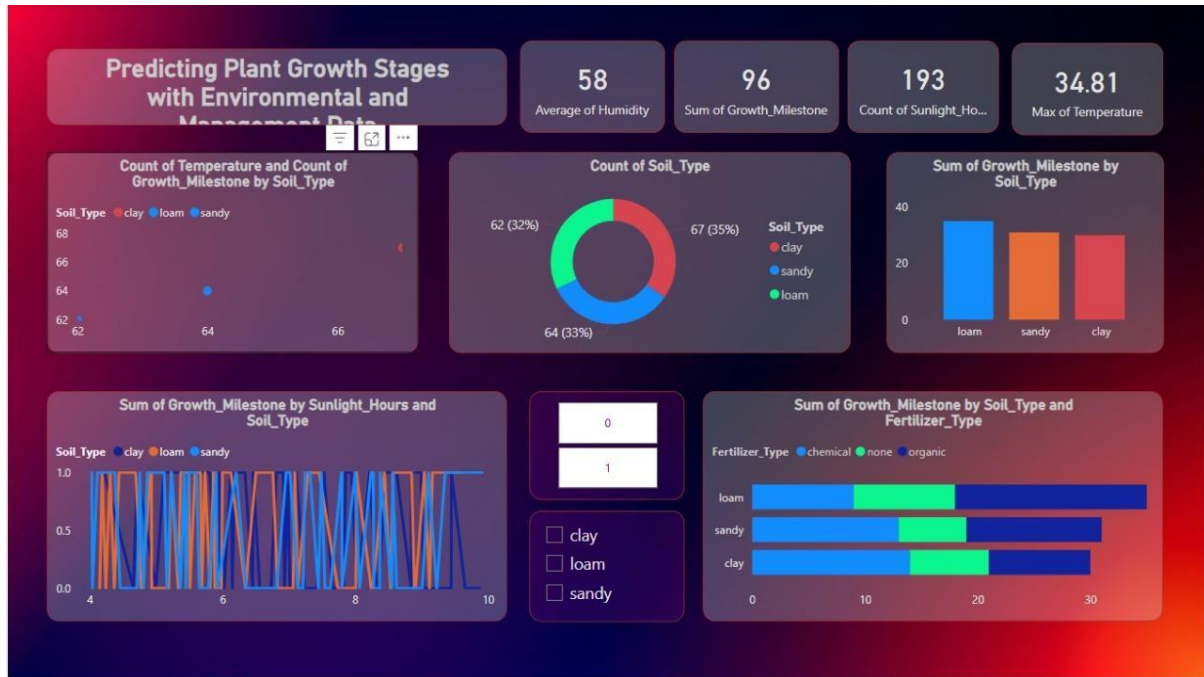 Predicting Plant Growth Stages
with Environmental and
Management Data
58
Average of Humidity
96
Sum of Growth_Milestone
193
Count of Sunlight_Ho...
34.81
Max of Temperature
Count of Temperature and Count of
Growth_Milestone by Soil_Type
Soil_Type clay loam sandy
68
66
64
62
62 64 66
Count of Soil_Type
62 (32%)
67 (35%)
64 (33%)
Soil_Type
clay
sandy
loam
Sum of Growth_Milestone by
Soil_Type
40
20
0
loam sandy clay
Sum of Growth_Milestone by Sunlight_Hours and
Soil_Type
Soil_Type clay loam sandy
1.0
0.5
0.0
4 6 8 10
0
1
clay
loam
sandy
Sum of Growth_Milestone by Soil_Type and
Fertilizer_Type
Fertilizer_Type chemical none organic
loam
sandy
clay
0 10 20 30